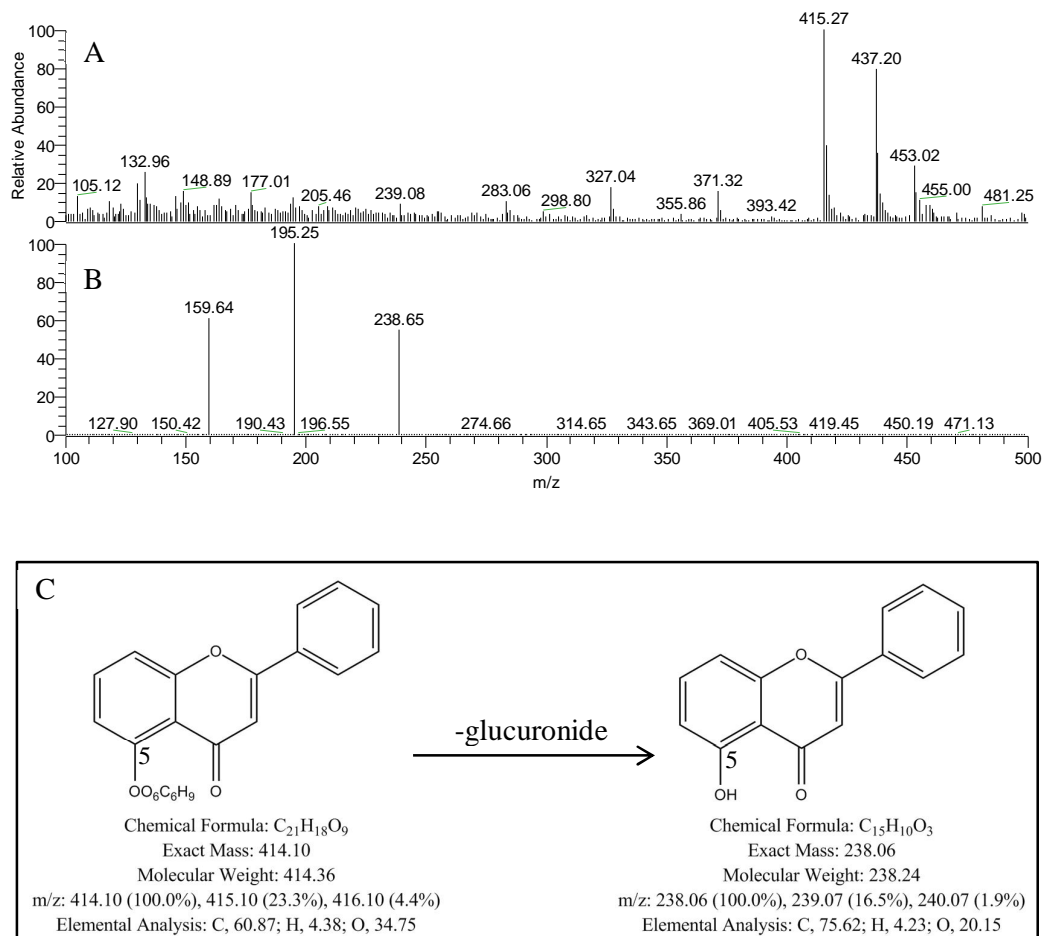 A
Relative Abundance
100
80
60
40
20
0
415.27
437.20
453.02
455.00
481.25
132.96
105.12
148.89
177.01
205.46
239.08
283.06
298.80
327.04
355.86
371.32
393.42
B
100
80
60
40
20
0
195.25
159.64
238.65
127.90 150.42 190.43 196.55 274.66 314.65 343.65 369.01 405.53 419.45 450.19 471.13
100 150 200 250 300 350 400 450 500
m/z
C
O
O
5
OO₆C₆H₉ O
-glucuronide
O
5
OH O
Chemical Formula: C₂₁H₁₈O₉
Exact Mass: 414.10
Molecular Weight: 414.36
m/z: 414.10 (100.0%), 415.10 (23.3%), 416.10 (4.4%)
Elemental Analysis: C, 60.87; H, 4.38; O, 34.75
Chemical Formula: C₁₅H₁₀O₃
Exact Mass: 238.06
Molecular Weight: 238.24
m/z: 238.06 (100.0%), 239.07 (16.5%), 240.07 (1.9%)
Elemental Analysis: C, 75.62; H, 4.23; O, 20.15